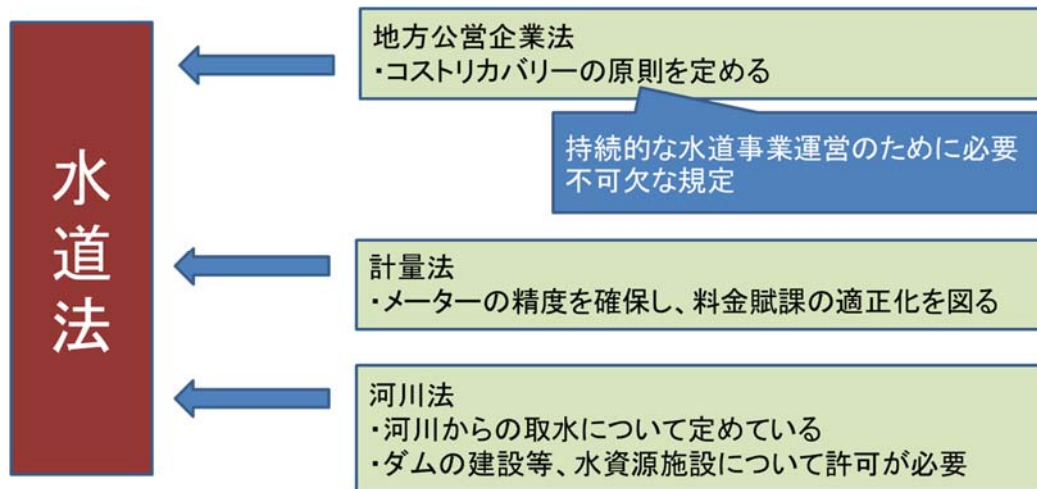 水道法
地方公営企業法
・コストリカバリーの原則を定める
持続的な水道事業運営のために必要
不可欠な規定
計量法
・メーターの精度を確保し、料金賦課の適正化を図る
河川法
・河川からの取水について定めている
・ダムの建設等、水資源施設について許可が必要